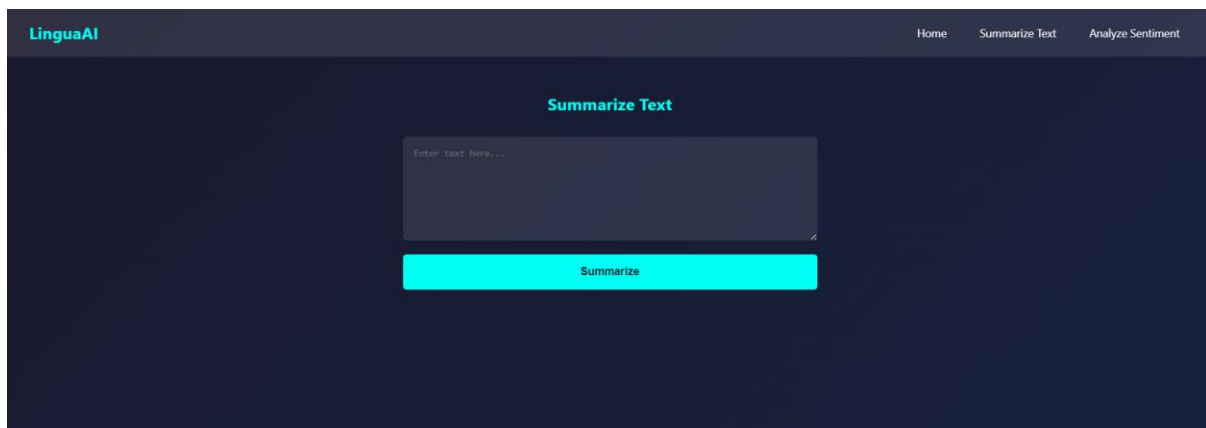 LinguaAI
Home Summarize Text Analyze Sentiment
Summarize Text
Enter text here...
Summarize